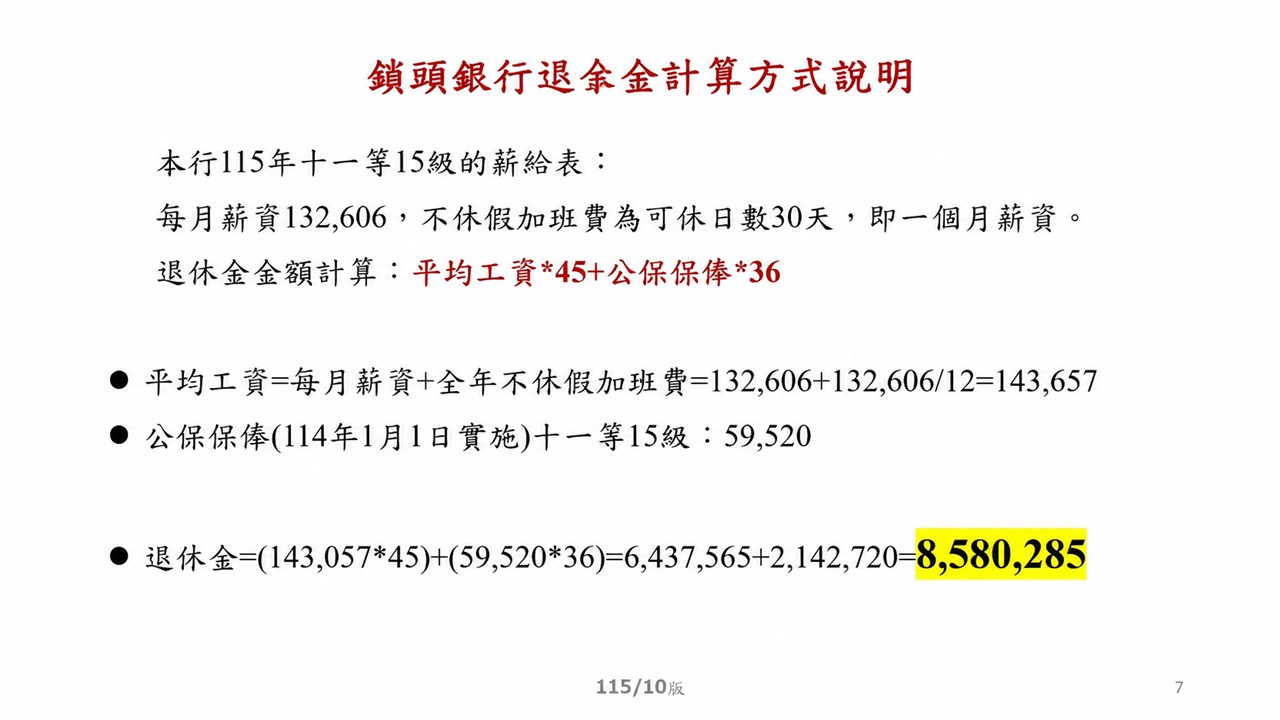 鎖頭銀行退休金計算方式說明
本行115年十一等15級的薪給表：
每月薪資132,606，不休假加班費為可休日數30天，即一個月薪資。
退休金金額計算：平均工資*45+公保保俸*36
● 平均工資=每月薪資+全年不休假加班費=132,606+132,606/12=143,657
● 公保保俸(114年1月1日實施)十一等15級：59,520
● 退休金=(143,057*45)+(59,520*36)=6,437,565+2,142,720=8,580,285
115/10版
7